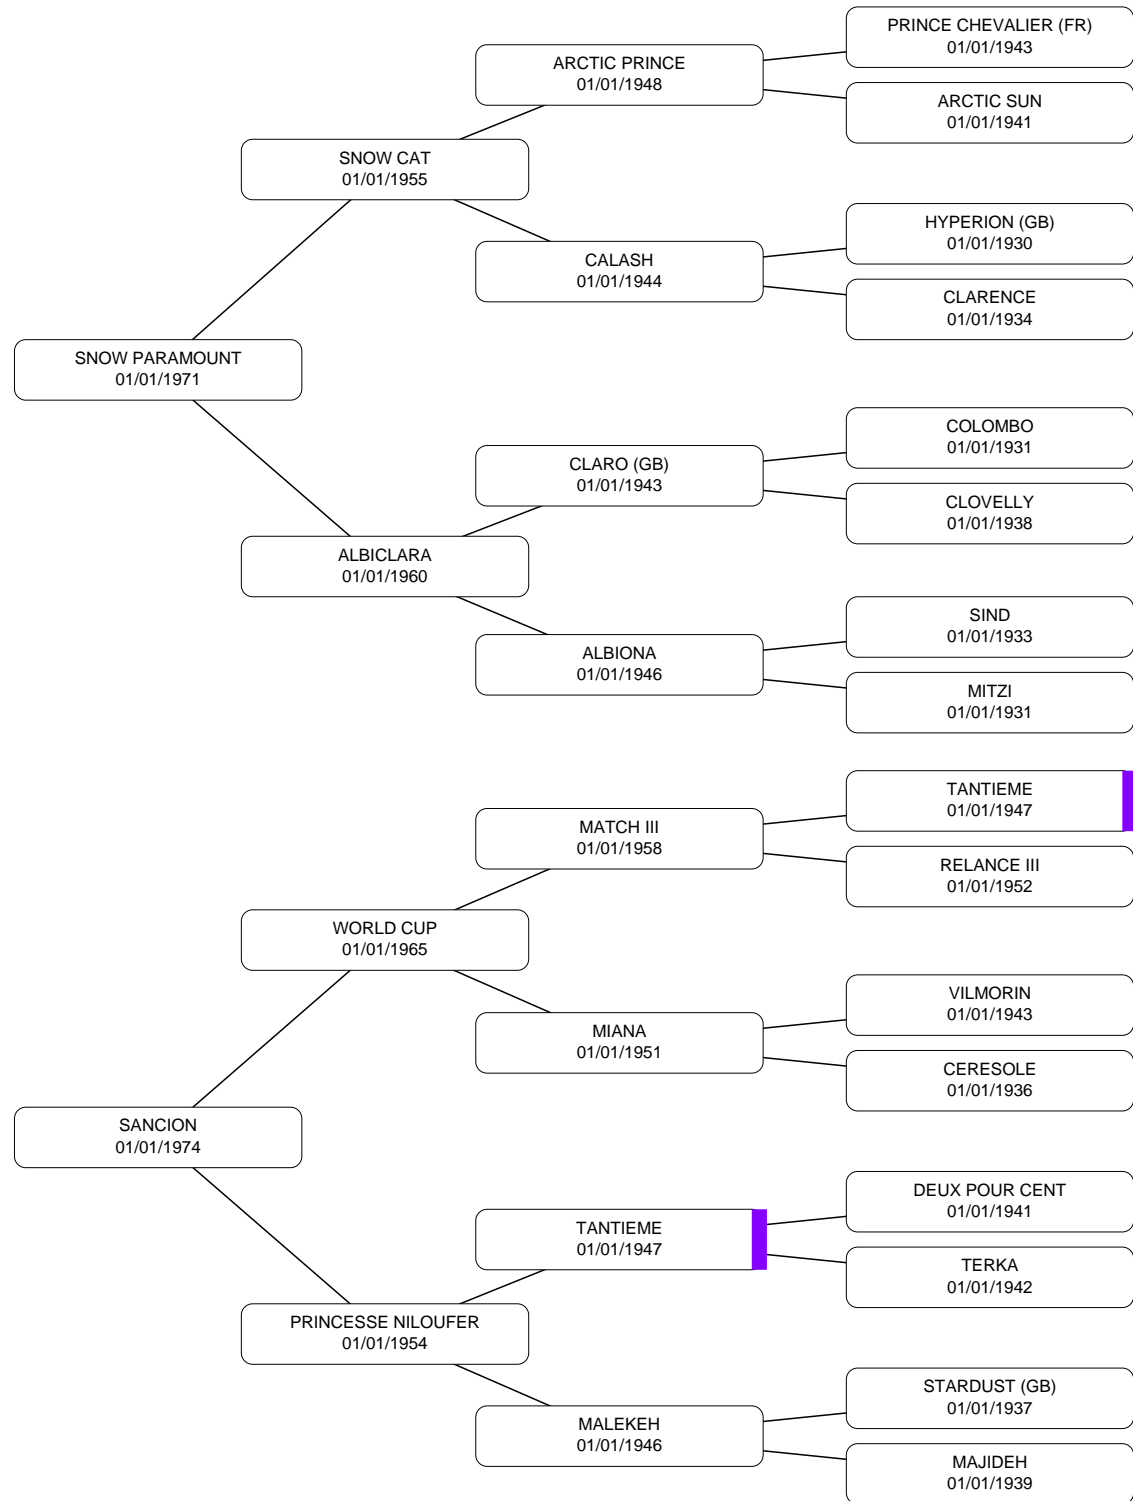 PRINCE CHEVALIER (FR)
01/01/1943
ARCTIC PRINCE
01/01/1948
ARCTIC SUN
01/01/1941
SNOW CAT
01/01/1955
HYPERION (GB)
01/01/1930
CALASH
01/01/1944
CLARENCE
01/01/1934
SNOW PARAMOUNT
01/01/1971
COLOMBO
01/01/1931
CLARO (GB)
01/01/1943
CLOVELLY
01/01/1938
ALBICLARA
01/01/1960
SIND
01/01/1933
ALBIONA
01/01/1946
MITZI
01/01/1931
TANTIEME
01/01/1947
MATCH III
01/01/1958
RELANCE III
01/01/1952
WORLD CUP
01/01/1965
VILMORIN
01/01/1943
MIANA
01/01/1951
CERESOLE
01/01/1936
SANCION
01/01/1974
DEUX POUR CENT
01/01/1941
TANTIEME
01/01/1947
TERKA
01/01/1942
PRINCESSE NILOUFER
01/01/1954
STARDUST (GB)
01/01/1937
MALEKEH
01/01/1946
MAJIDEH
01/01/1939